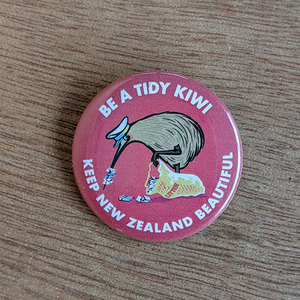 BE A TIDY KIWI
KEEP NEW ZEALAND BEAUTIFUL